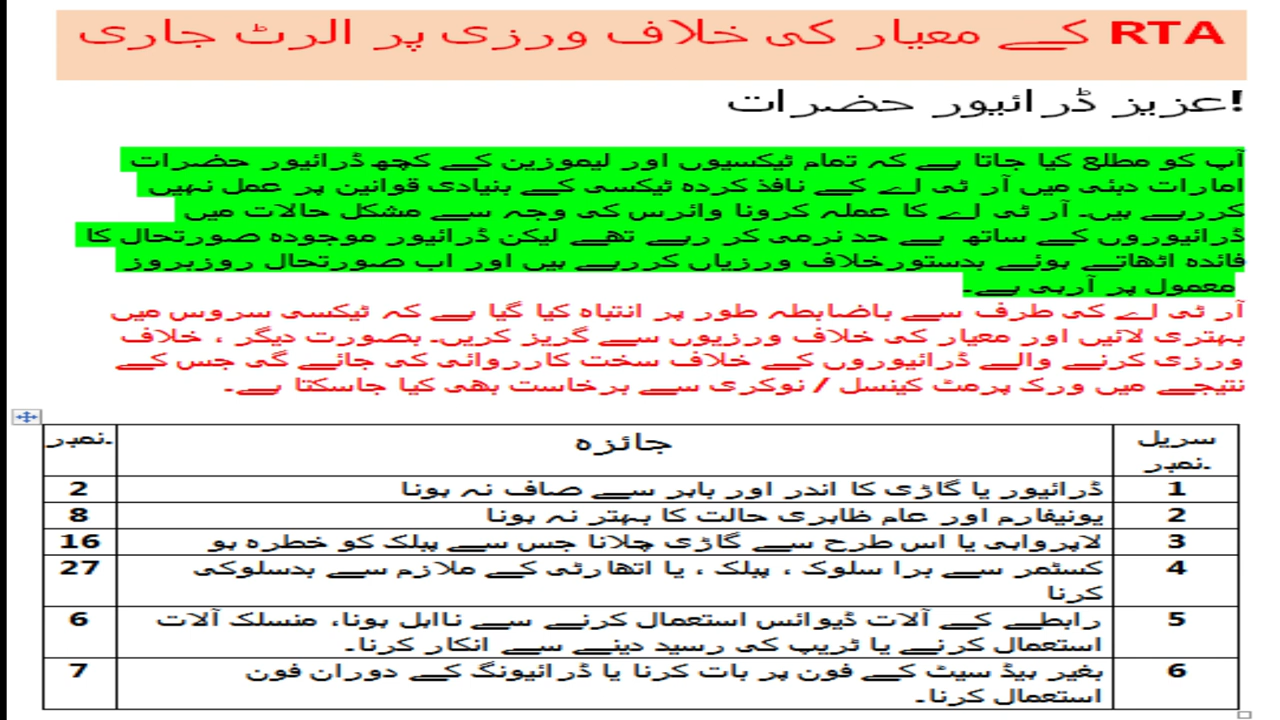 RTA کے معیار کی خلاف ورزی پر الرٹ جاری
عزیز ڈرائیور حضرات!
آپ کو مطلع کیا جاتا ہے کہ تمام ٹیکسیوں اور لیموزین کے کچھ ڈرائیور حضرات
امارات دبئی میں آر ٹی اے کے نافذ کردہ ٹیکسی کے بنیادی قوانین پر عمل نہیں
کررہے ہیں۔ آر ٹی اے کا عملہ کرونا وائرس کی وجہ سے مشکل حالات میں
ڈرائیوروں کے ساتھ بے حد نرمی کر رہے تھے لیکن ڈرائیور موجودہ صورتحال کا
فائدہ اٹھاتے ہوئے بدستور خلاف ورزیاں کررہے ہیں اور اب صورتحال روزبروز
معمول پر آرہی ہے۔
آر ٹی اے کی طرف سے باضابطہ طور پر انتباہ کیا گیا ہے کہ ٹیکسی سروس میں
بہتری لائیں اور معیار کی خلاف ورزیوں سے گریز کریں۔ بصورت دیگر ، خلاف
ورزی کرنے والے ڈرائیوروں کے خلاف سخت کارروائی کی جائے گی جس کے
نتیجے میں ورک پرمٹ کینسل / نوکری سے برخاست بھی کیا جاسکتا ہے۔
سریل نمبر۔ جائزہ نمبر۔
1 ڈرائیور یا گاڑی کا اندر اور باہر سے صاف نہ ہونا 2
2 یونیفارم اور عام ظاہری حالت کا بہتر نہ ہونا 8
3 لاپرواہی یا اس طرح سے گاڑی چلانا جس سے پبلک کو خطرہ ہو 16
4 کسٹمر سے برا سلوک ، پبلک ، یا اتھارٹی کے ملازم سے بدسلوکی 27
کرنا
5 رابطے کے آلات ڈیوائس استعمال کرنے سے نااہل ہونا، منسلک آلات 6
استعمال کرنے یا ٹریپ کی رسید دینے سے انکار کرنا۔
6 بغیر ہیڈ سیٹ کے فون پر بات کرنا یا ڈرائیونگ کے دوران فون 7
استعمال کرنا۔